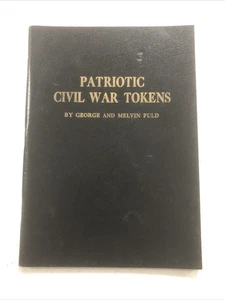 PATRIOTIC
CIVIL WAR TOKENS
BY GEORGE AND MELVIN FULD